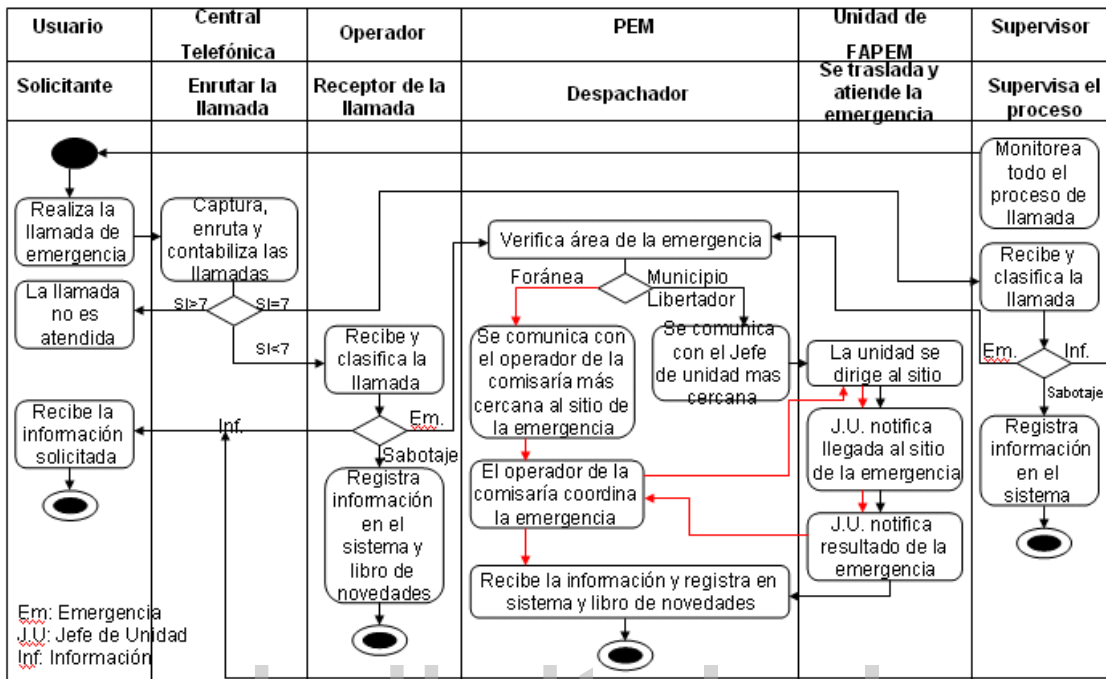 Usuario
Central
Telefónica
Operador
PEM
Unidad de
FAPEM
Supervisor
Solicitante
Enrutar la
llamada
Receptor de la
llamada
Despachador
Se traslada y
atiende la
emergencia
Supervisa el
proceso
Monitorea
todo el
proceso de
llamada
Realiza la
llamada de
emergencia
Captura,
enruta y
contabiliza las
llamadas
Verifica área de la emergencia
Recibe y
clasifica la
llamada
Foránea
Municipio
Libertador
La llamada
no es
atendida
SI>7
SI=7
SI<7
Recibe y
clasifica la
llamada
Se comunica con
el operador de la
comisaría más
cercana al sitio de
la emergencia
Se comunica
con el Jefe
de unidad mas
cercana
La unidad se
dirige al sitio
Em.
Inf.
Sabotaje
Recibe la
información
solicitada
Inf.
Em.
Sabotaje
J.U. notifica
llegada al sitio
de la emergencia
Registra
información
en el
sistema
Registra
información
en el
sistema y
libro de
novedades
El operador de la
comisaría coordina
la emergencia
J.U. notifica
resultado de la
emergencia
Recibe la información y registra en
sistema y libro de novedades
Em: Emergencia
J.U: Jefe de Unidad
Inf: Información